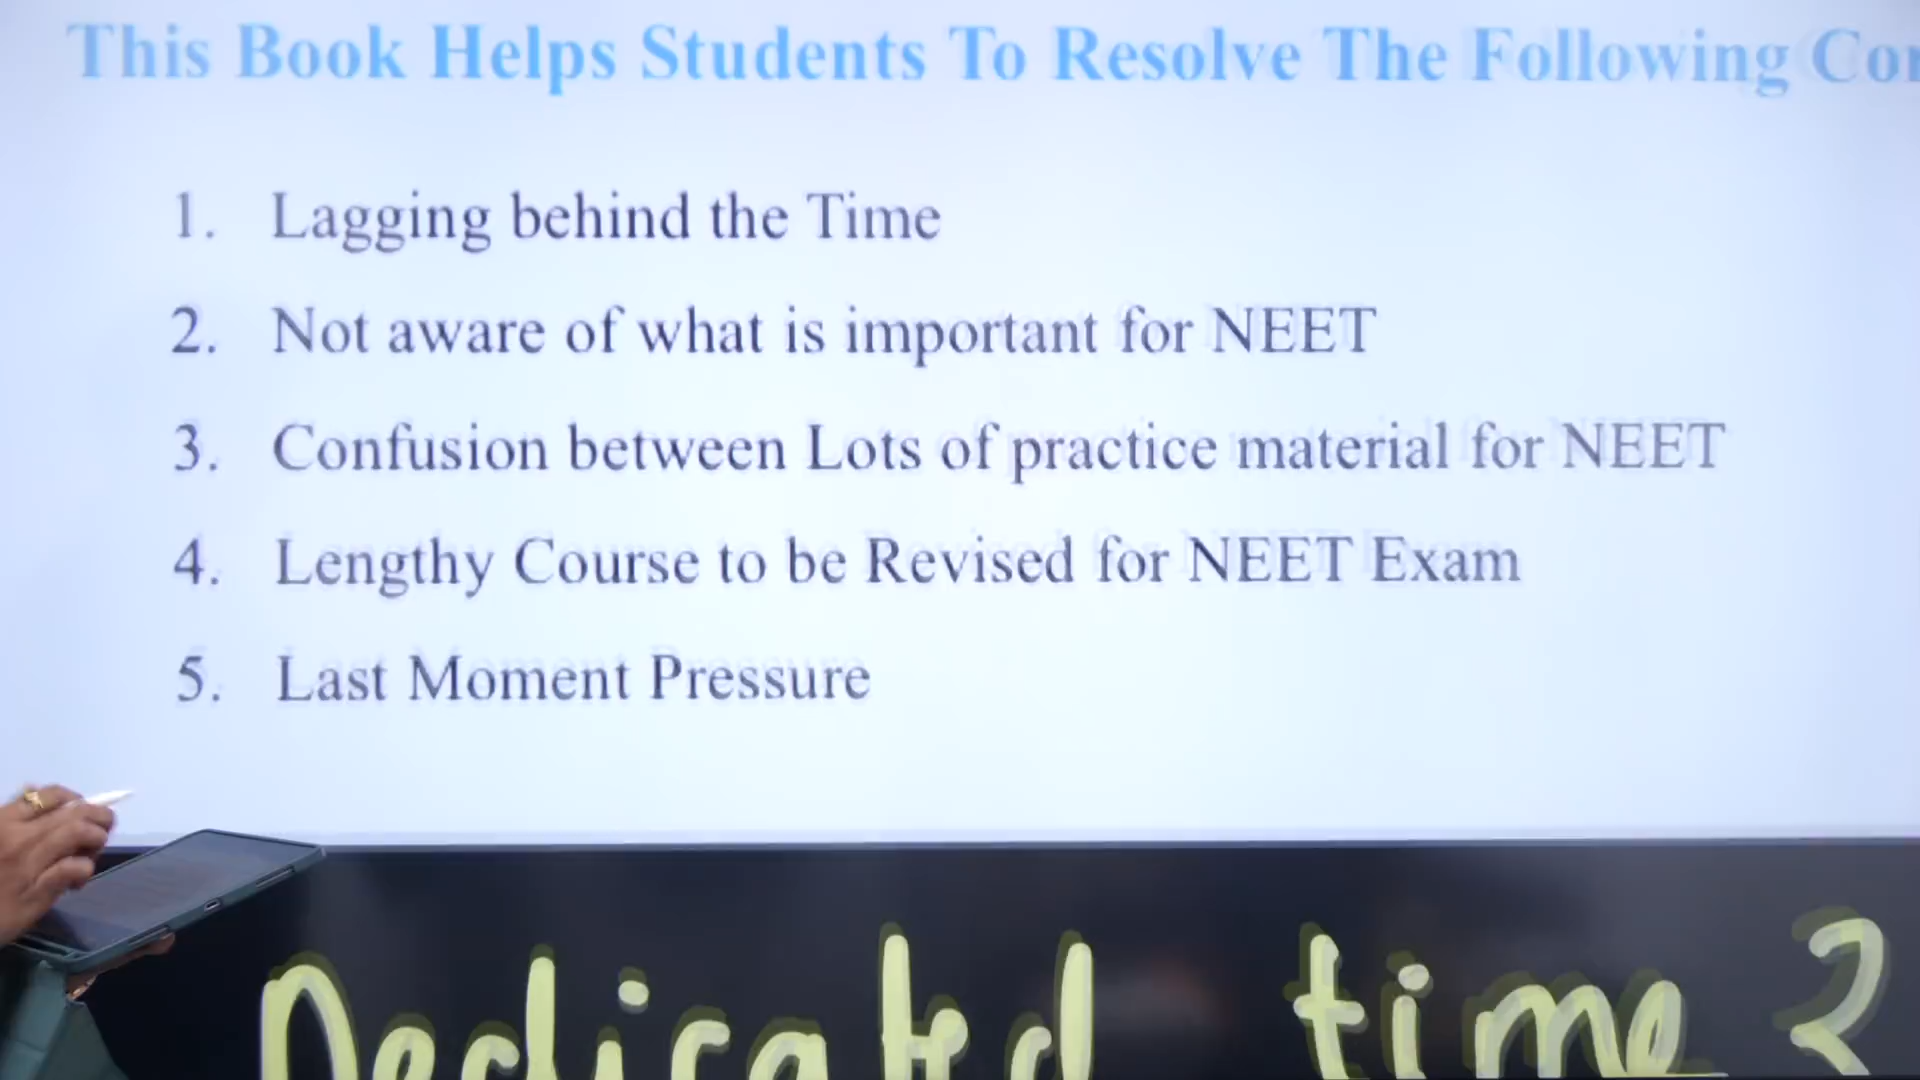 This Book Helps Students To Resolve The Following
1. Lagging behind the Time
2. Not aware of what is important for NEET
3. Confusion between Lots of practice material for NEET
4. Lengthy Course to be Revised for NEET Exam
5. Last Moment Pressure
Dedicated time ?